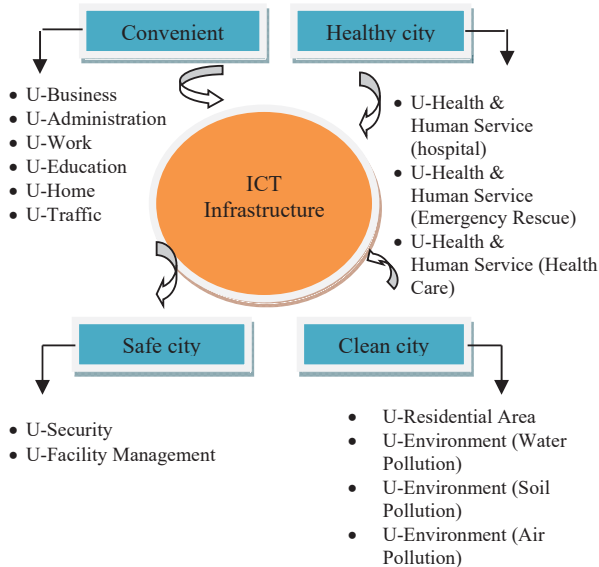 Convenient
Healthy city
• U-Business
• U-Administration
• U-Work
• U-Education
• U-Home
• U-Traffic
ICT
Infrastructure
• U-Health &
Human Service
(hospital)
• U-Health &
Human Service
(Emergency Rescue)
• U-Health &
Human Service (Health
Care)
Safe city
Clean city
• U-Security
• U-Facility Management
• U-Residential Area
• U-Environment (Water
Pollution)
• U-Environment (Soil
Pollution)
• U-Environment (Air
Pollution)